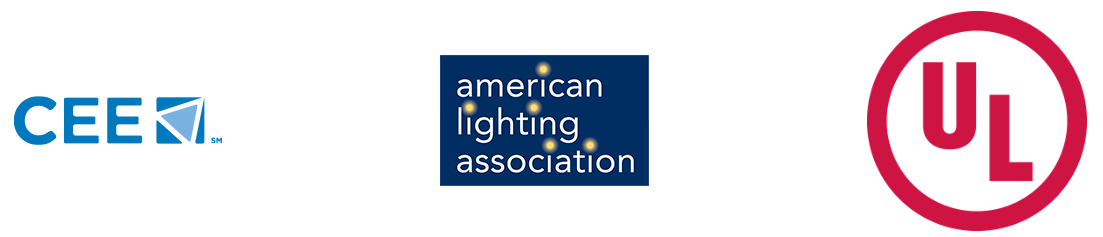 CEE SM
american
lighting
association
UL